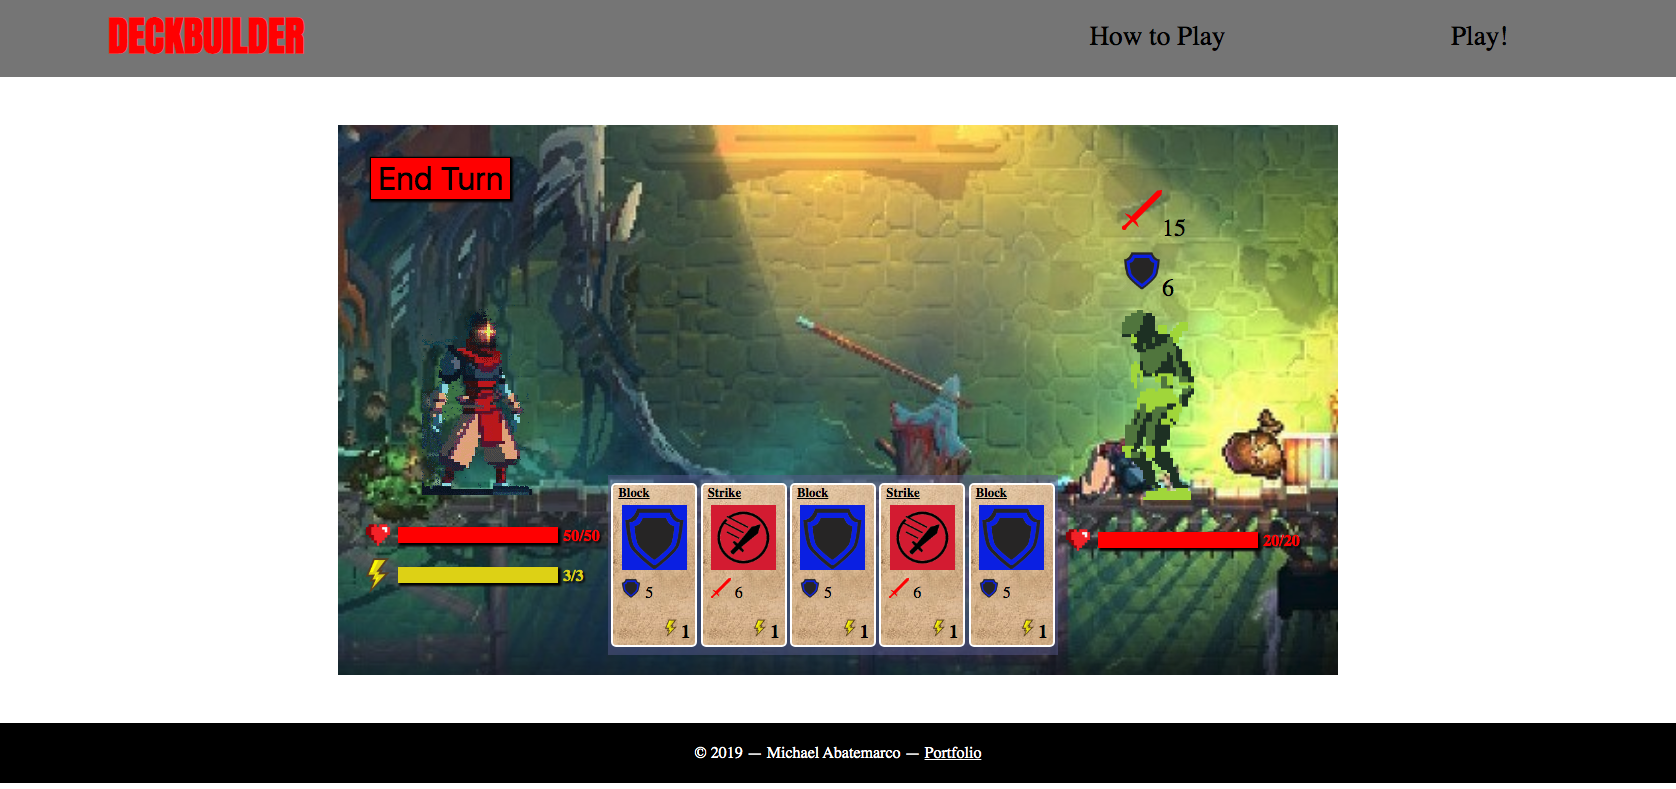 DECKBUILDER How to Play Play!
End Turn
15
6
Block Strike Block Strike Block
50/50 20/20
3/3
5 6 5 6 5
1 1 1 1 1
© 2019 — Michael Abatemarco — Portfolio